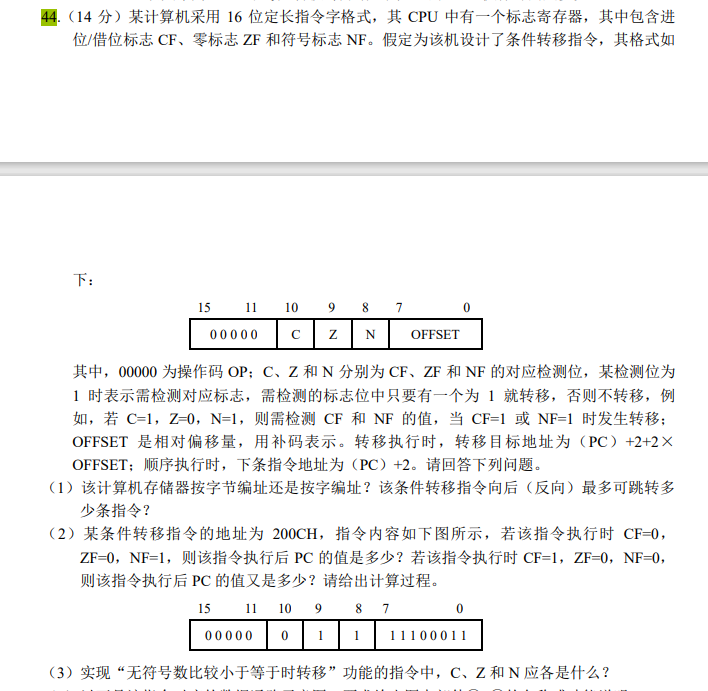 44.（14 分）某计算机采用 16 位定长指令字格式，其 CPU 中有一个标志寄存器，其中包含进
位/借位标志 CF、零标志 ZF 和符号标志 NF。假定为该机设计了条件转移指令，其格式如
下：
15 11 10 9 8 7 0
00000 C Z N OFFSET
其中，00000 为操作码 OP；C、Z 和 N 分别为 CF、ZF 和 NF 的对应检测位，某检测位为
1 时表示需检测对应标志，需检测的标志位中只要有一个为 1 就转移，否则不转移，例
如，若 C=1，Z=0，N=1，则需检测 CF 和 NF 的值，当 CF=1 或 NF=1 时发生转移；
OFFSET 是相对偏移量，用补码表示。转移执行时，转移目标地址为（PC）+2+2×
OFFSET；顺序执行时，下条指令地址为（PC）+2。请回答下列问题。
（1）该计算机存储器按字节编址还是按字编址？该条件转移指令向后（反向）最多可跳转多
少条指令？
（2）某条件转移指令的地址为 200CH，指令内容如下图所示，若该指令执行时 CF=0，
ZF=0，NF=1，则该指令执行后 PC 的值是多少？若该指令执行时 CF=1，ZF=0，NF=0，
则该指令执行后 PC 的值又是多少？请给出计算过程。
15 11 10 9 8 7 0
00000 0 1 1 11100011
（3）实现“无符号数比较小于等于时转移”功能的指令中，C、Z 和 N 应各是什么？